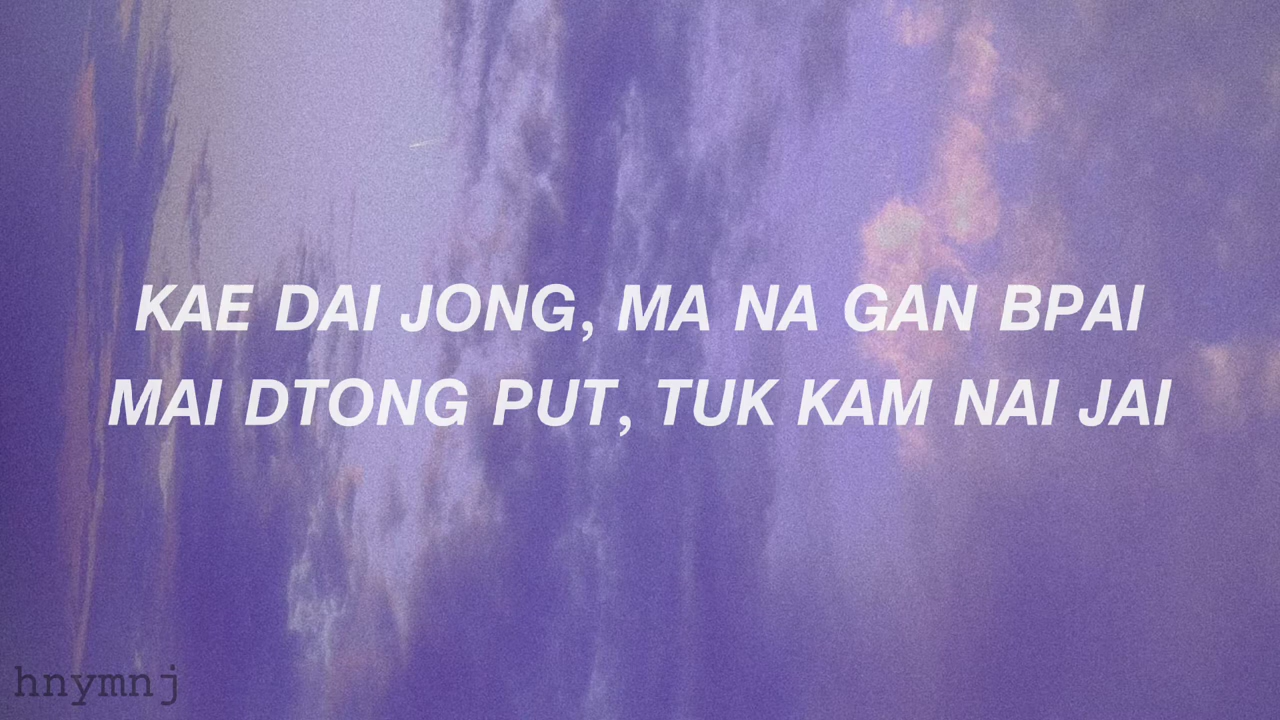 KAE DAI JONG, MA NA GAN BPAI
MAI DTONG PUT, TUK KAM NAI JAI
hnymnj